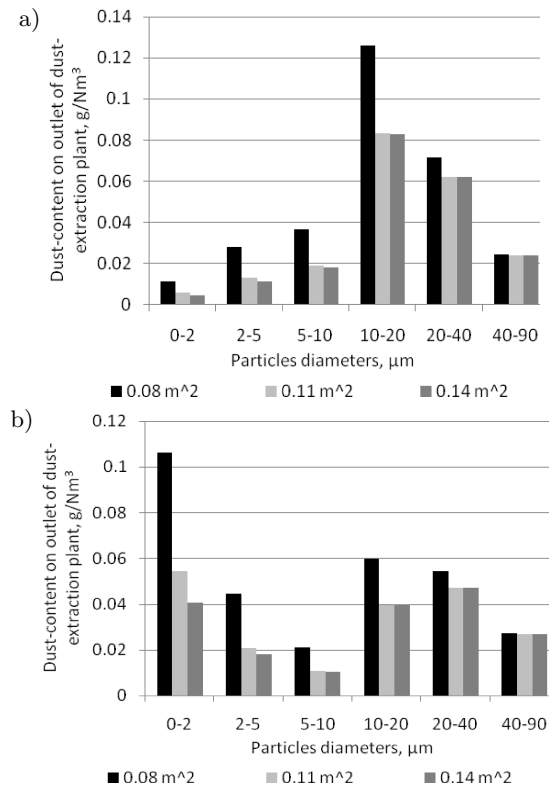 a)
Dust-content on outlet of dust-
extraction plant, g/Nm³
0.14
0.12
0.1
0.08
0.06
0.04
0.02
0
0-2 2-5 5-10 10-20 20-40 40-90
Particles diameters, µm
0.08 m^2 0.11 m^2 0.14 m^2
b)
Dust-content on outlet of dust-
extraction plant, g/Nm³
0.12
0.1
0.08
0.06
0.04
0.02
0
0-2 2-5 5-10 10-20 20-40 40-90
Particles diameters, µm
0.08 m^2 0.11 m^2 0.14 m^2